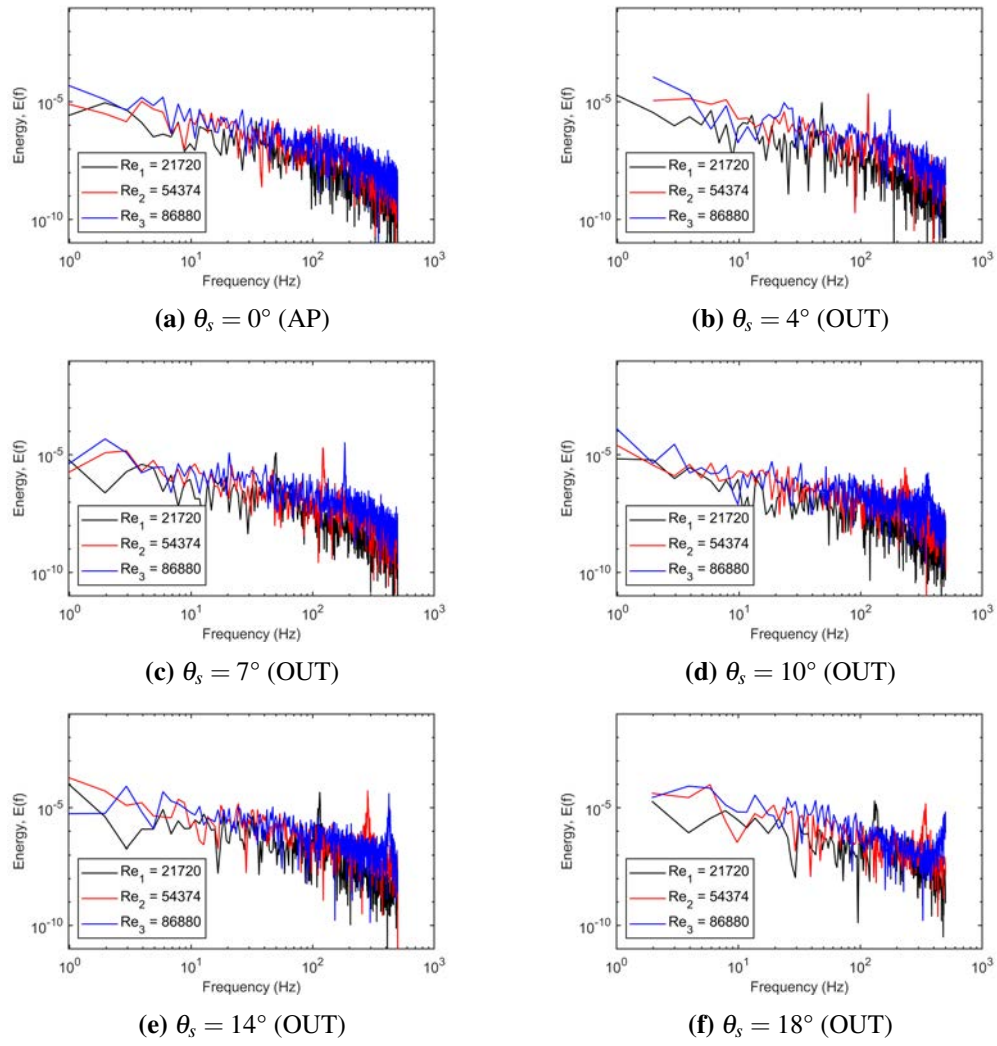 Energy, E(f)
10^-5
10^-10
Re_1 = 21720
Re_2 = 54374
Re_3 = 86880
10^0 10^1 10^2 10^3
Frequency (Hz)
(a) θ_s = 0° (AP)
Energy, E(f)
10^-5
10^-10
Re_1 = 21720
Re_2 = 54374
Re_3 = 86880
10^0 10^1 10^2 10^3
Frequency (Hz)
(b) θ_s = 4° (OUT)
Energy, E(f)
10^-5
10^-10
Re_1 = 21720
Re_2 = 54374
Re_3 = 86880
10^0 10^1 10^2 10^3
Frequency (Hz)
(c) θ_s = 7° (OUT)
Energy, E(f)
10^-5
10^-10
Re_1 = 21720
Re_2 = 54374
Re_3 = 86880
10^0 10^1 10^2 10^3
Frequency (Hz)
(d) θ_s = 10° (OUT)
Energy, E(f)
10^-5
10^-10
Re_1 = 21720
Re_2 = 54374
Re_3 = 86880
10^0 10^1 10^2 10^3
Frequency (Hz)
(e) θ_s = 14° (OUT)
Energy, E(f)
10^-5
10^-10
Re_1 = 21720
Re_2 = 54374
Re_3 = 86880
10^0 10^1 10^2 10^3
Frequency (Hz)
(f) θ_s = 18° (OUT)